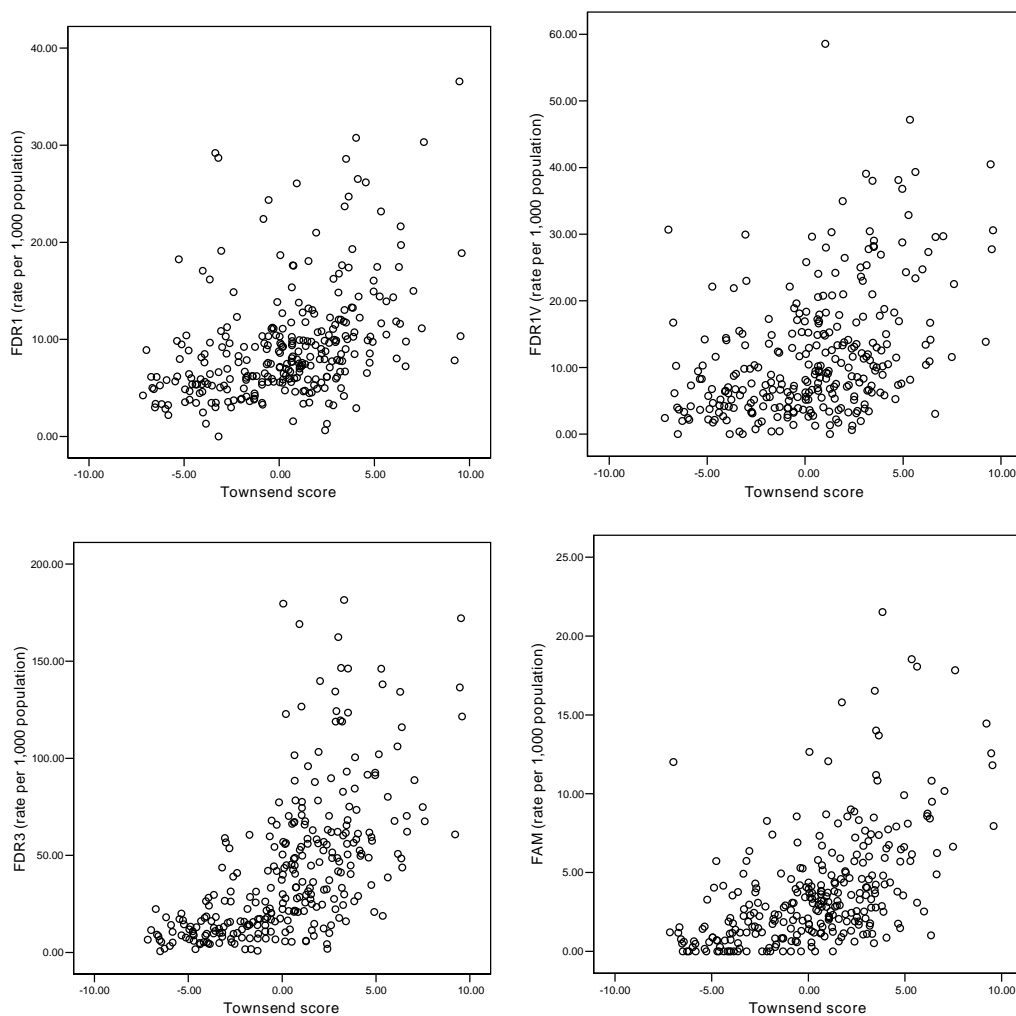 40.00
30.00
20.00
10.00
0.00
FDR1 (rate per 1,000 population)
-10.00 -5.00 0.00 5.00 10.00
Townsend score
60.00
50.00
40.00
30.00
20.00
10.00
0.00
FDR1V (rate per 1,000 population)
-10.00 -5.00 0.00 5.00 10.00
Townsend score
200.00
150.00
100.00
50.00
0.00
FDR3 (rate per 1,000 population)
-10.00 -5.00 0.00 5.00 10.00
Townsend score
25.00
20.00
15.00
10.00
5.00
0.00
FAM (rate per 1,000 population)
-10.00 -5.00 0.00 5.00 10.00
Townsend score